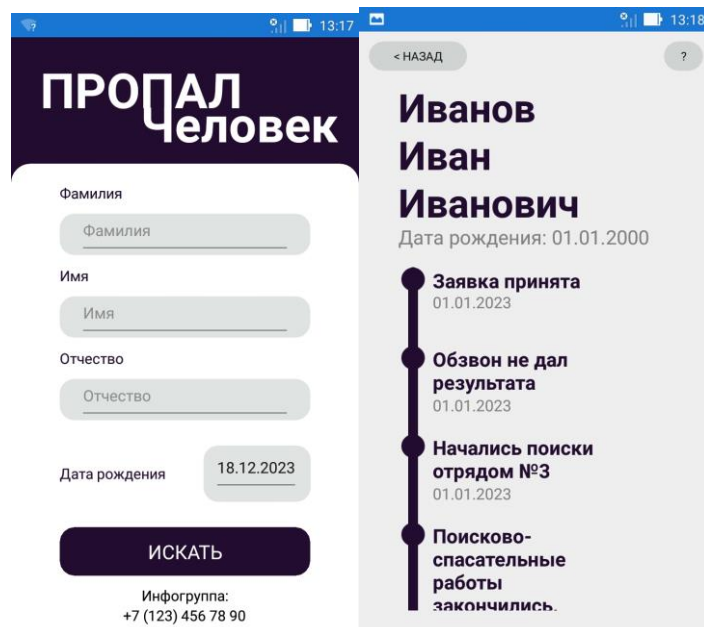 13:17
ПРОПАЛ
Человек
Фамилия
Фамилия
Имя
Имя
Отчество
Отчество
Дата рождения
18.12.2023
ИСКАТЬ
Инфогруппа:
+7 (123) 456 78 90
13:18
< НАЗАД
?
Иванов
Иван
Иванович
Дата рождения: 01.01.2000
Заявка принята
01.01.2023
Обзвон не дал
результата
01.01.2023
Начались поиски
отрядом №3
01.01.2023
Поисково-
спасательные
работы
закончились.